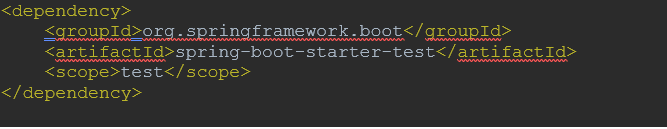 <dependency>
<groupId>org.springframework.boot</groupId>
<artifactId>spring-boot-starter-test</artifactId>
<scope>test</scope>
</dependency>